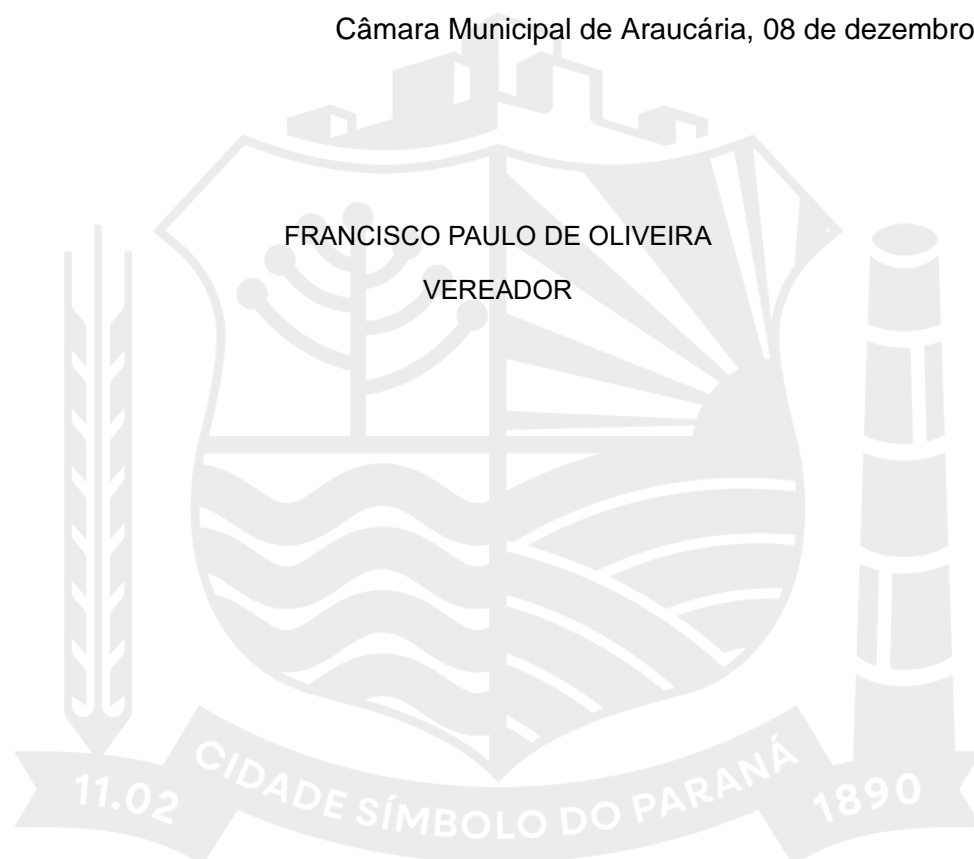 Câmara Municipal de Araucária, 08 de dezembro
FRANCISCO PAULO DE OLIVEIRA
VEREADOR
11.02 CIDADE SÍMBOLO DO PARANÁ 1890